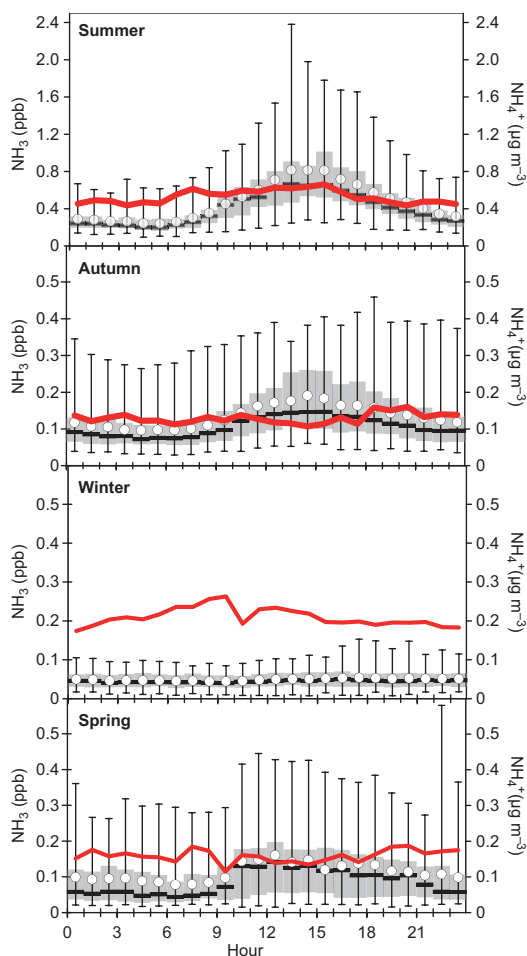 Summer
NH₃ (ppb)
NH₄⁺ (µg m⁻³)
2.4 2.4
2.0 2.0
1.6 1.6
1.2 1.2
0.8 0.8
0.4 0.4
0 0
Autumn
NH₃ (ppb)
NH₄⁺ (µg m⁻³)
0.5 0.5
0.4 0.4
0.3 0.3
0.2 0.2
0.1 0.1
0 0
Winter
NH₃ (ppb)
NH₄⁺ (µg m⁻³)
0.5 0.5
0.4 0.4
0.3 0.3
0.2 0.2
0.1 0.1
0 0
Spring
NH₃ (ppb)
NH₄⁺ (µg m⁻³)
0.5 0.5
0.4 0.4
0.3 0.3
0.2 0.2
0.1 0.1
0 0
0 3 6 9 12 15 18 21
Hour